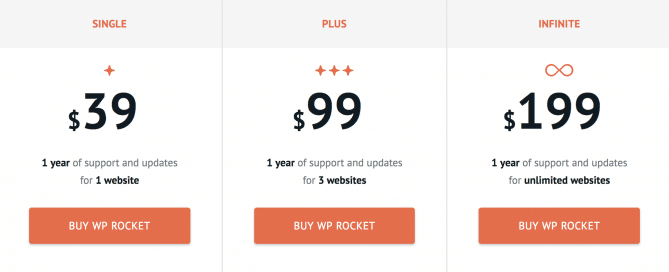 SINGLE
$39
1 year of support and updates
for 1 website
BUY WP ROCKET
PLUS
$99
1 year of support and updates
for 3 websites
BUY WP ROCKET
INFINITE
$199
1 year of support and updates
for unlimited websites
BUY WP ROCKET